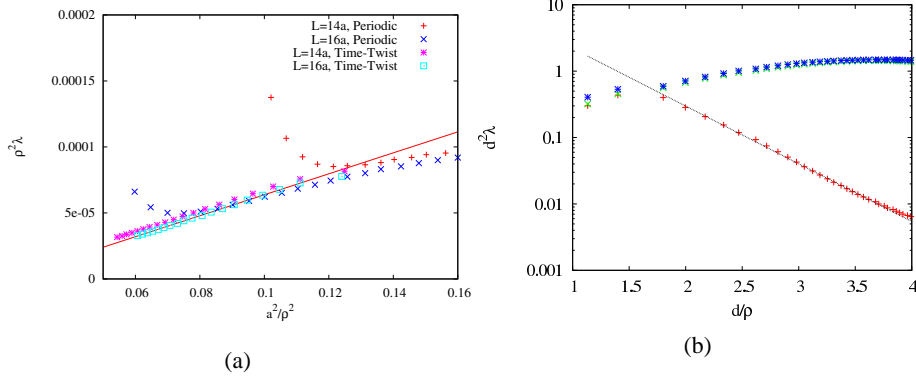 0.0002
0.00015
0.0001
5e-05
0
ρ²λ
L=14a, Periodic
L=16a, Periodic
L=14a, Time-Twist
L=16a, Time-Twist
0.06 0.08 0.1 0.12 0.14 0.16
a²/ρ²
(a)
10
1
0.1
0.01
0.001
d²λ
1 1.5 2 2.5 3 3.5 4
d/ρ
(b)